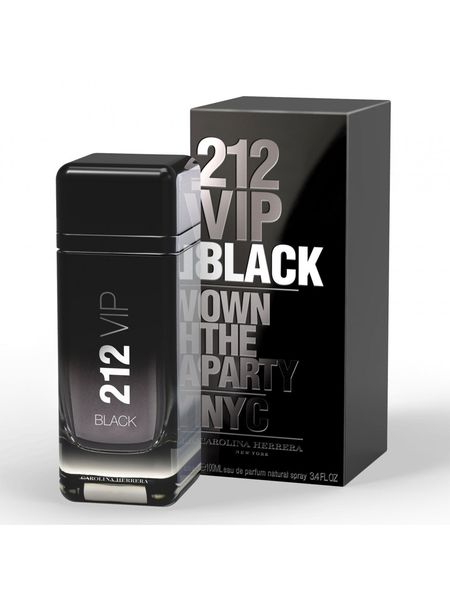 212 VIP
BLACK
CAROLINA HERRERA
212
VIP
BLACK
OWN
THE
PARTY
NYC
CAROLINA HERRERA
NEW YORK
100ML eau de parfum natural spray 3.4 FL OZ